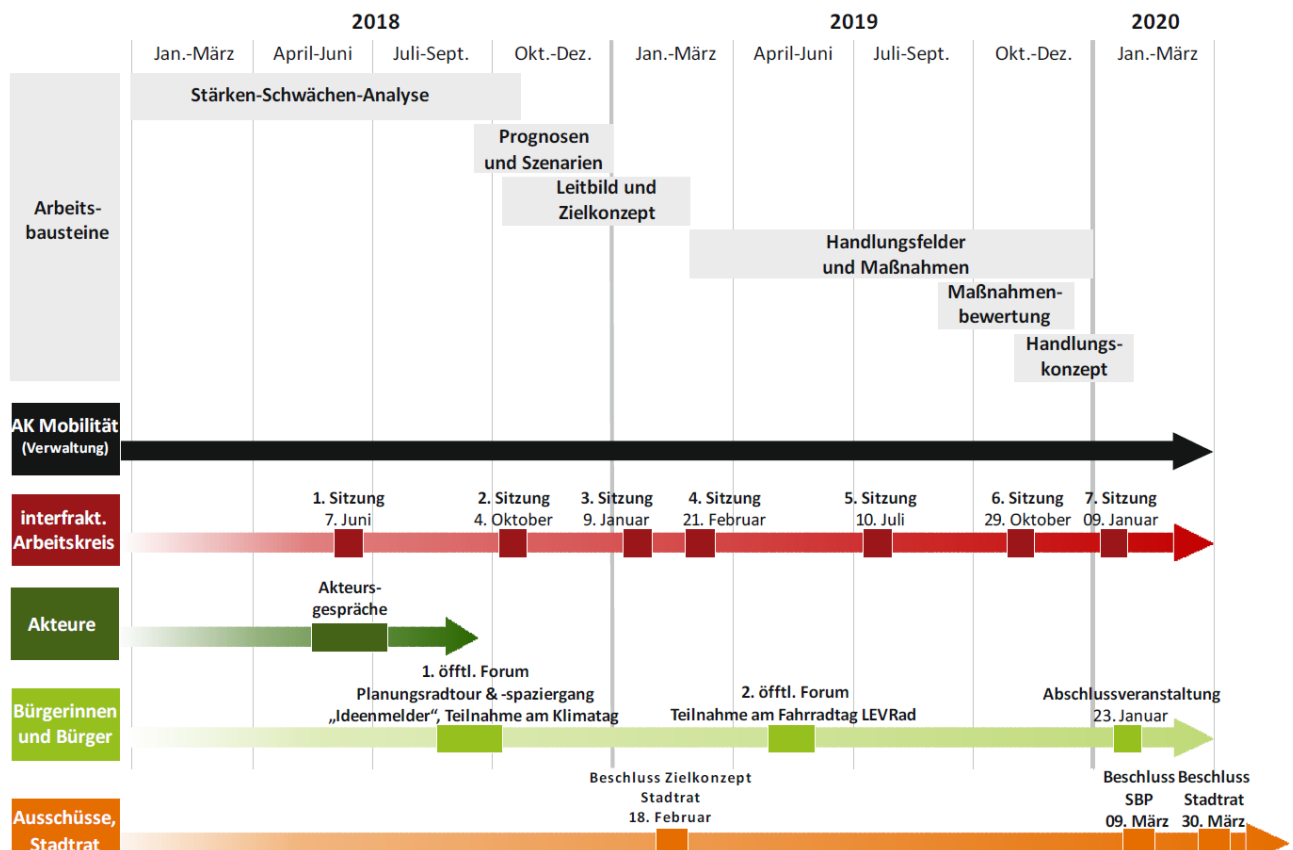 2018
2019
2020
Jan.-März
April-Juni
Juli-Sept.
Okt.-Dez.
Jan.-März
April-Juni
Juli-Sept.
Okt.-Dez.
Jan.-März
Arbeits-
bausteine
Stärken-Schwächen-Analyse
Prognosen
und Szenarien
Leitbild und
Zielkonzept
Handlungsfelder
und Maßnahmen
Maßnahmen-
bewertung
Handlungs-
konzept
AK Mobilität
(Verwaltung)
interfrakt.
Arbeitskreis
1. Sitzung
7. Juni
2. Sitzung
4. Oktober
3. Sitzung
9. Januar
4. Sitzung
21. Februar
5. Sitzung
10. Juli
6. Sitzung
29. Oktober
7. Sitzung
09. Januar
Akteure
Akteurs-
gespräche
Bürgerinnen
und Bürger
1. öfftl. Forum
Planungsradtour & -spaziergang
„Ideenmelder“, Teilnahme am Klimatag
2. öfftl. Forum
Teilnahme am Fahrradtag LEVRad
Abschlussveranstaltung
23. Januar
Ausschüsse,
Stadtrat
Beschluss Zielkonzept
Stadtrat
18. Februar
Beschluss
SBP
09. März
Beschluss
Stadtrat
30. März